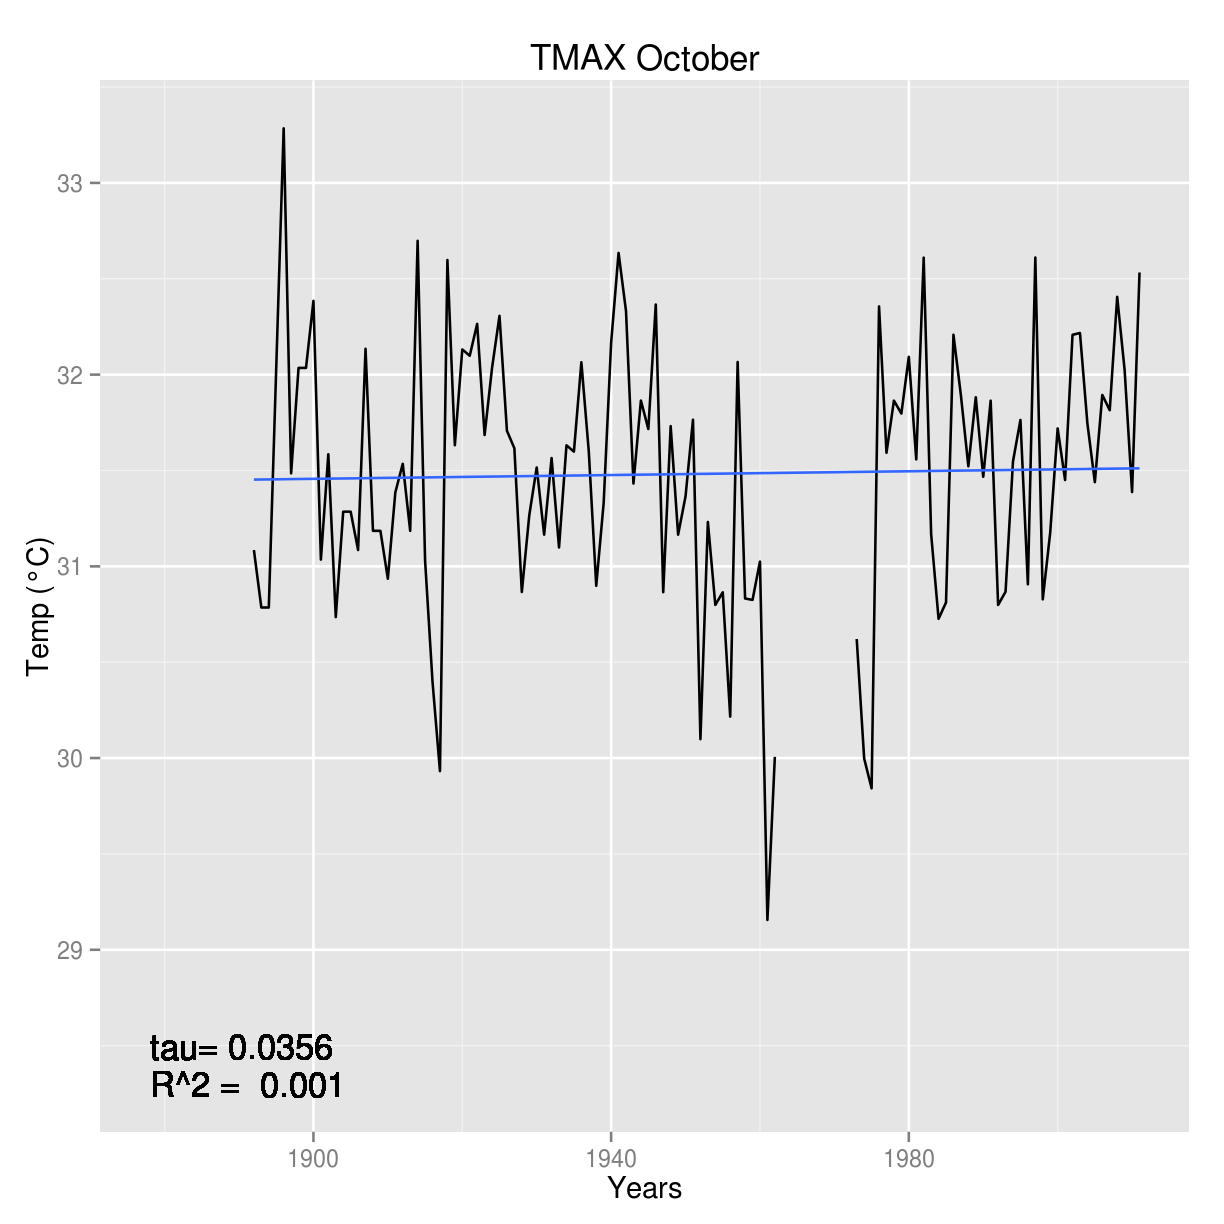 TMAX October
33
32
31
30
29
Temp (°C)
tau= 0.0356
R^2 = 0.001
1900
1940
1980
Years